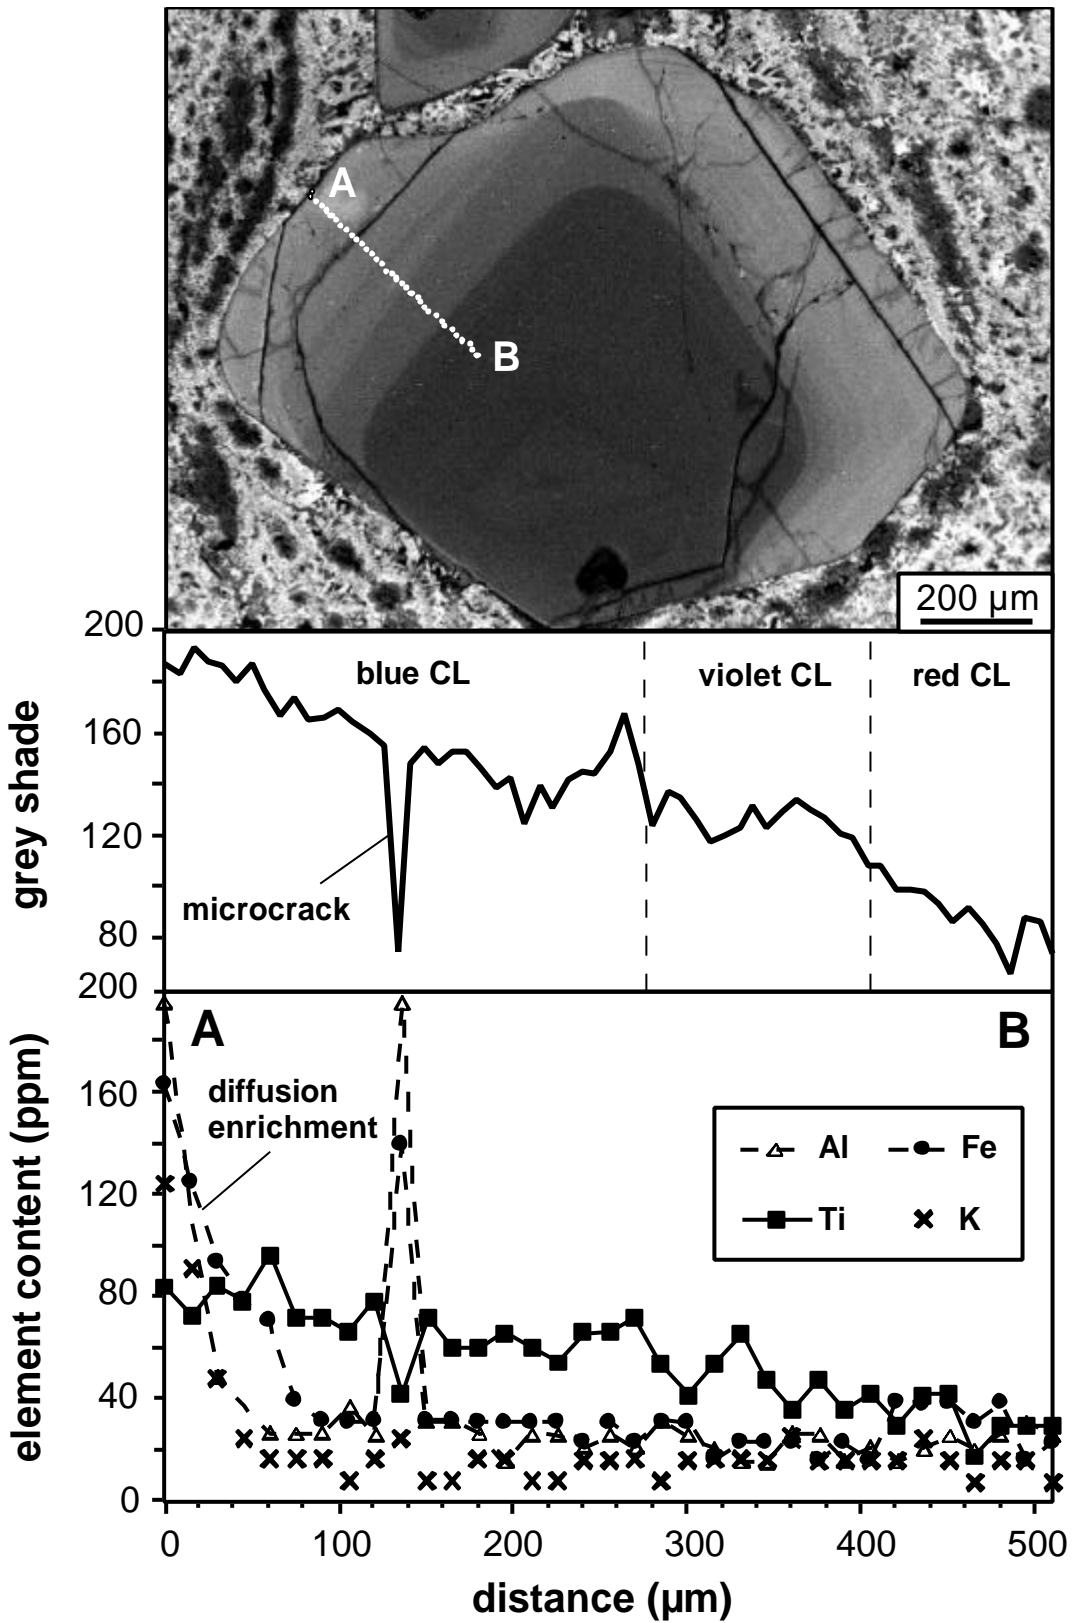 A
B
200 µm
200
160
120
80
grey shade
blue CL
violet CL
red CL
microcrack
200
160
120
80
40
0
element content (ppm)
A
B
diffusion
enrichment
Al
Fe
Ti
K
0
100
200
300
400
500
distance (µm)